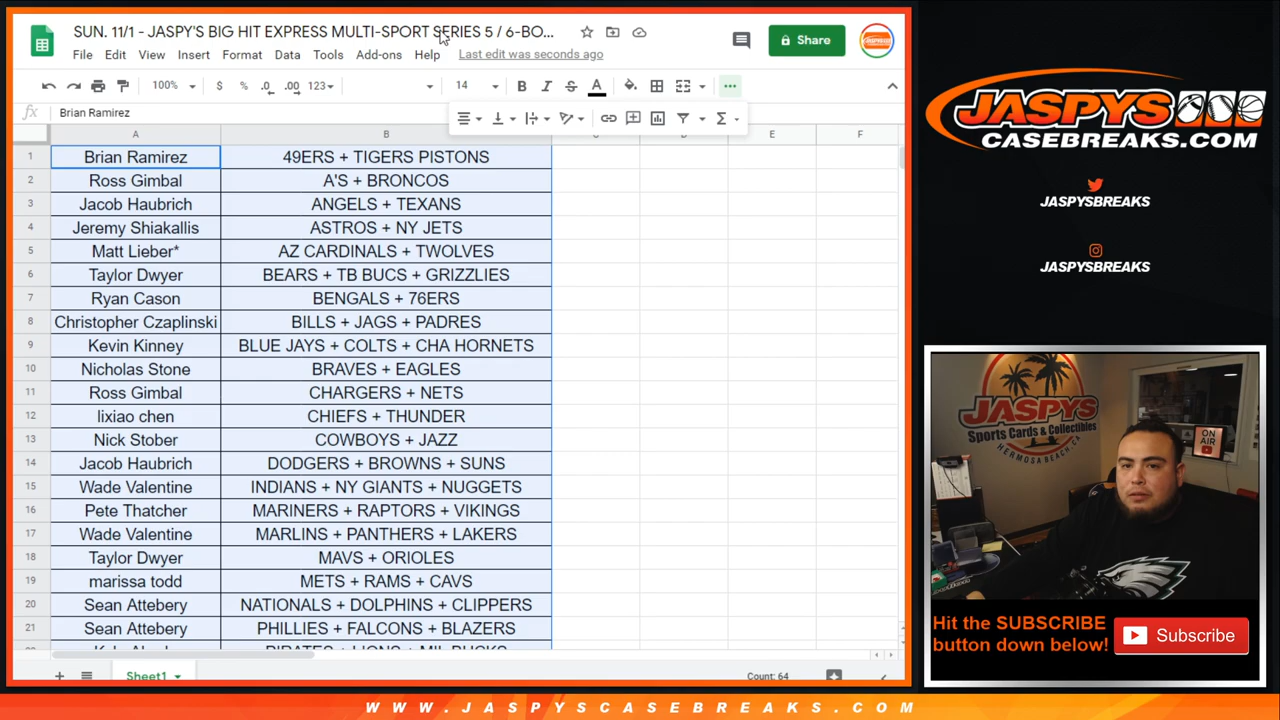 SUN. 11/1 - JASPY'S BIG HIT EXPRESS MULTI-SPORT SERIES 5 / 6-BO...
Share
File Edit View Insert Format Data Tools Add-ons Help Last edit was seconds ago
100% $ % .0 .00 123 14 B I S A
fx Brian Ramirez
A B E F
1 Brian Ramirez 49ERS + TIGERS PISTONS
2 Ross Gimbal A'S + BRONCOS
3 Jacob Haubrich ANGELS + TEXANS
4 Jeremy Shiakallis ASTROS + NY JETS
5 Matt Lieber* AZ CARDINALS + TWOLVES
6 Taylor Dwyer BEARS + TB BUCS + GRIZZLIES
7 Ryan Cason BENGALS + 76ERS
8 Christopher Czaplinski BILLS + JAGS + PADRES
9 Kevin Kinney BLUE JAYS + COLTS + CHA HORNETS
10 Nicholas Stone BRAVES + EAGLES
11 Ross Gimbal CHARGERS + NETS
12 lixiao chen CHIEFS + THUNDER
13 Nick Stober COWBOYS + JAZZ
14 Jacob Haubrich DODGERS + BROWNS + SUNS
15 Wade Valentine INDIANS + NY GIANTS + NUGGETS
16 Pete Thatcher MARINERS + RAPTORS + VIKINGS
17 Wade Valentine MARLINS + PANTHERS + LAKERS
18 Taylor Dwyer MAVS + ORIOLES
19 marissa todd METS + RAMS + CAVS
20 Sean Attebery NATIONALS + DOLPHINS + CLIPPERS
21 Sean Attebery PHILLIES + FALCONS + BLAZERS
PIRATES + LIONS + MIL BUCKS
Sheet1
Count: 64
JASPYS
CASEBREAKS.COM
JASPYSBREAKS
JASPYSBREAKS
JASPYS
Sports Cards & Collectibles
HERMOSA BEACH, CA
ON AIR
Hit the SUBSCRIBE
button down below!
Subscribe
WWW.JASPYSCASEBREAKS.COM